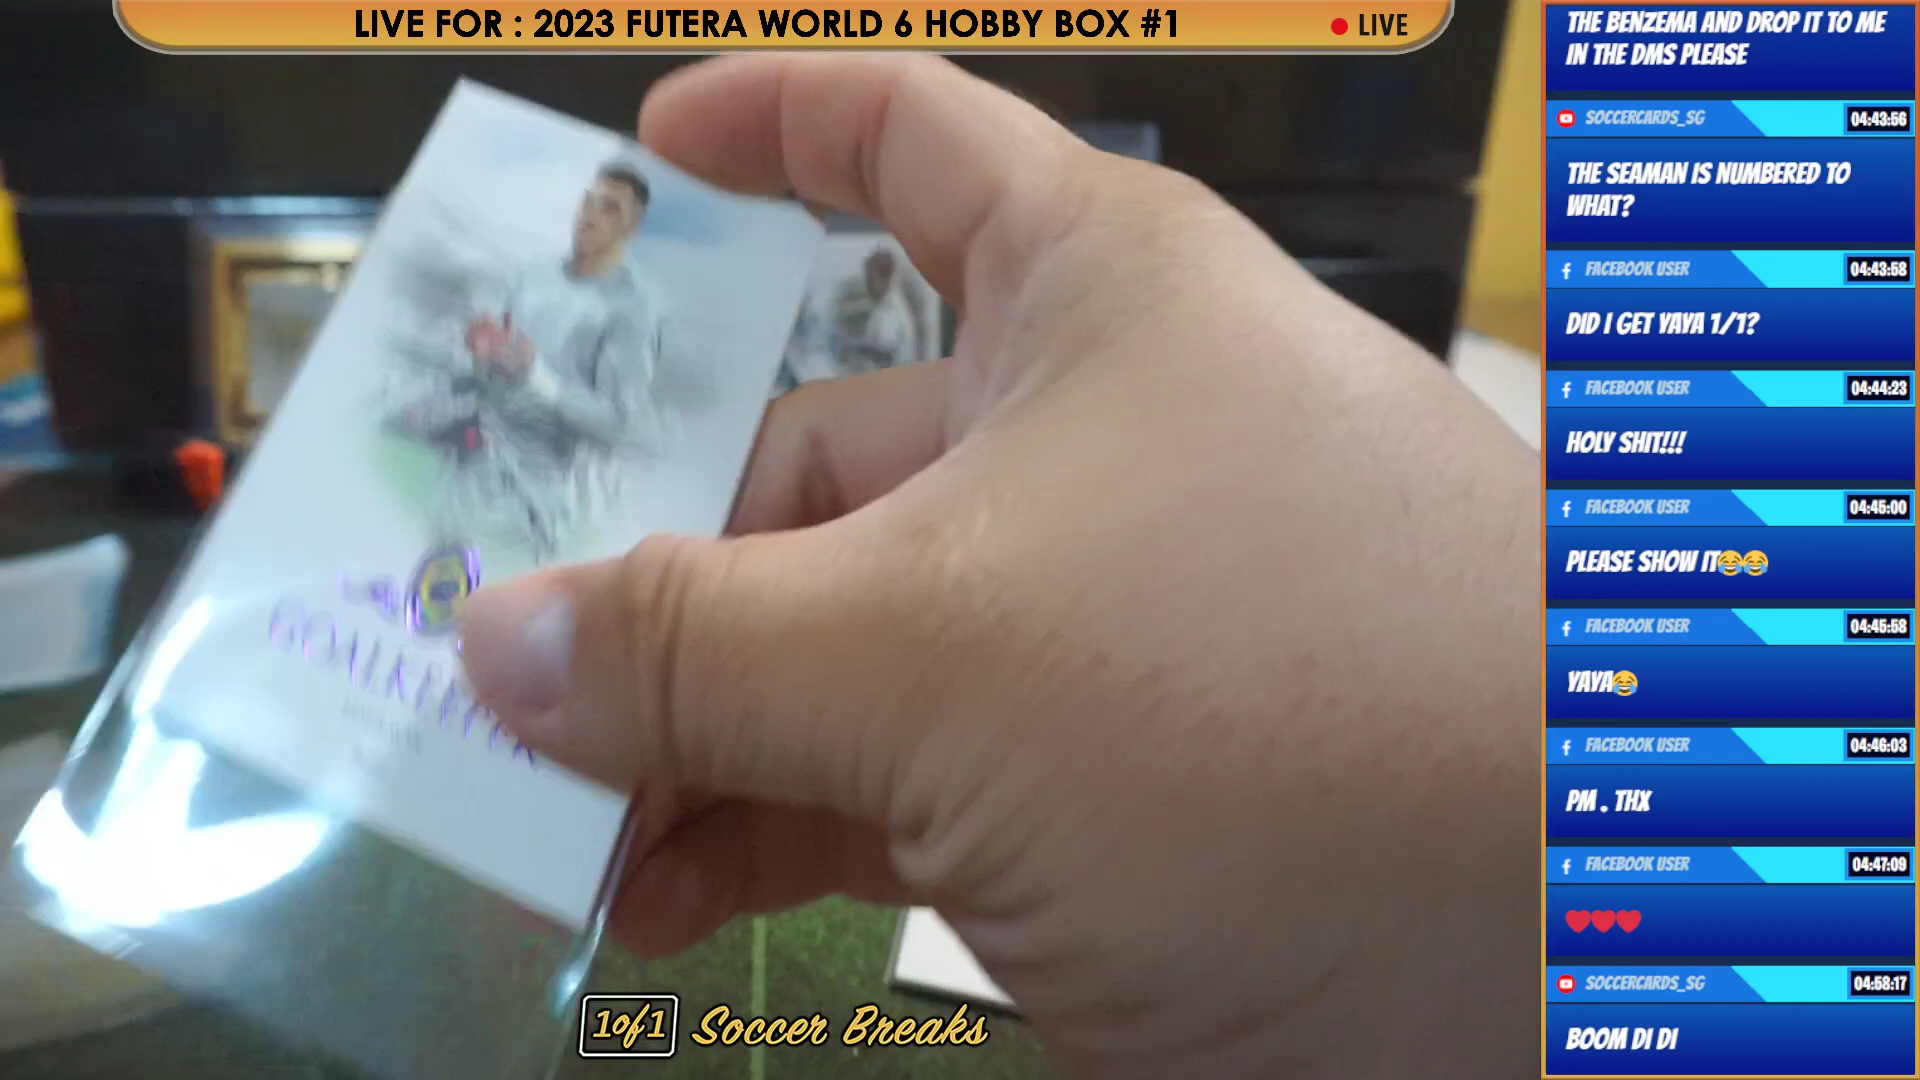 LIVE FOR : 2023 FUTERA WORLD 6 HOBBY BOX #1
LIVE
THE BENZEMA AND DROP IT TO ME
IN THE DMS PLEASE
SOCCERCARDS_SG
04:43:56
THE SEAMAN IS NUMBERED TO
WHAT?
FACEBOOK USER
04:43:58
DID I GET YAYA 1/1?
FACEBOOK USER
04:44:23
HOLY SHIT!!!
FACEBOOK USER
04:45:00
PLEASE SHOW IT😂😂
FACEBOOK USER
04:45:58
YAYA😂
FACEBOOK USER
04:46:03
PM . THX
FACEBOOK USER
04:47:09
❤❤❤
SOCCERCARDS_SG
04:58:17
BOOM DI DI
1of1 Soccer Breaks